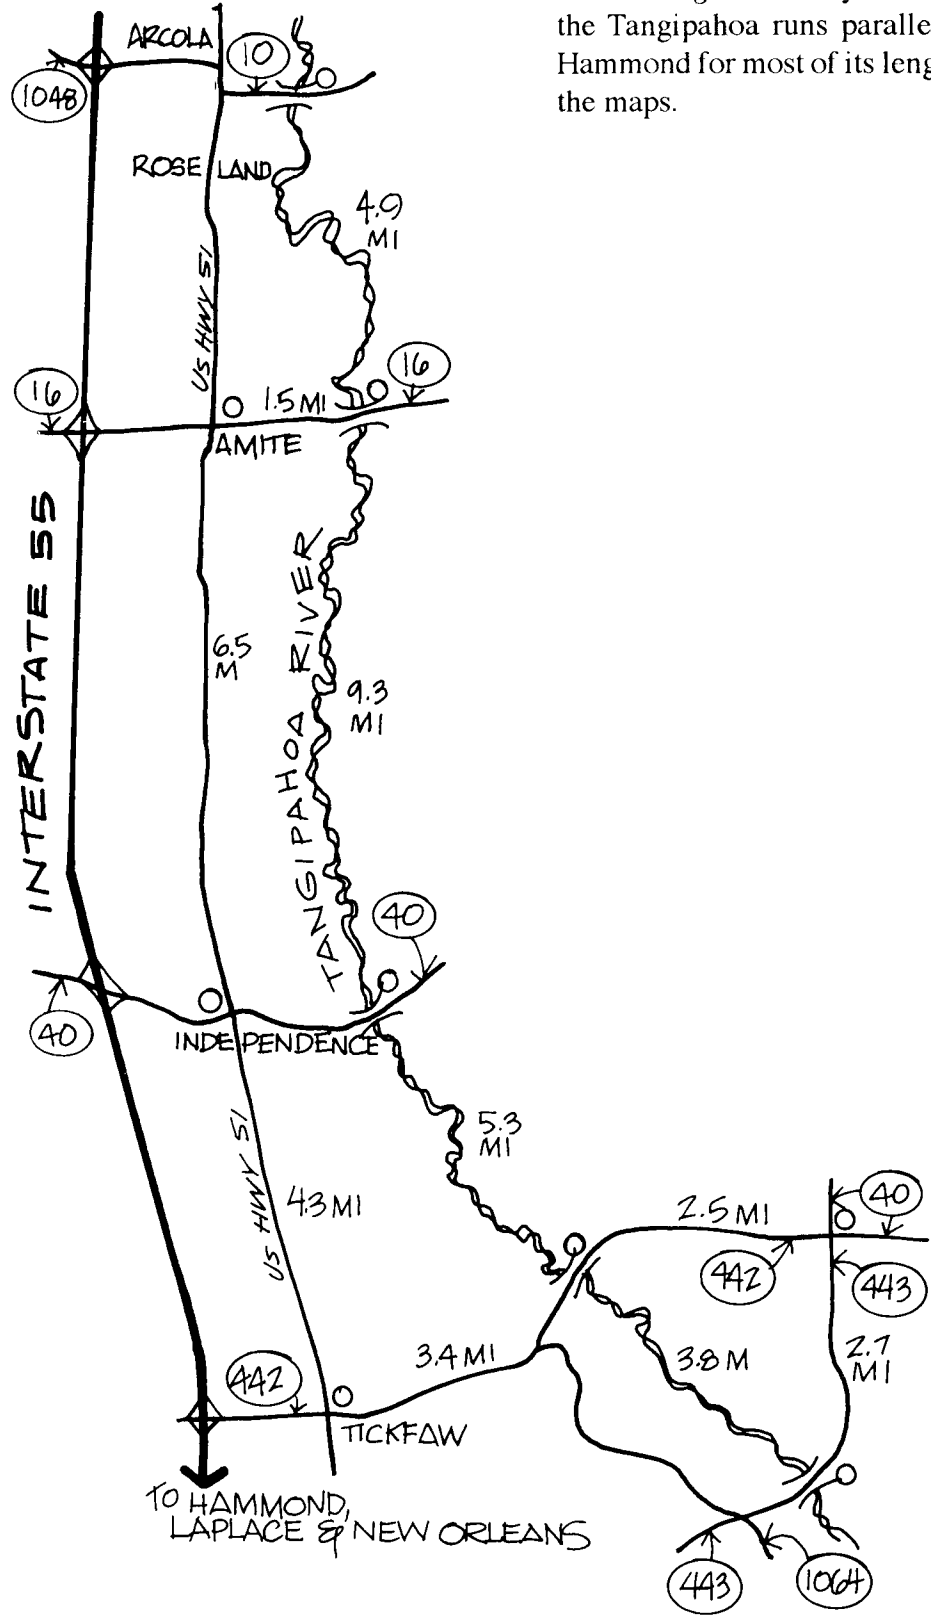 the Tangipahoa runs paralle
Hammond for most of its leng
the maps.
ARCOLA
10
1048
ROSELAND
4.9
MI
US HWY 51
16
16
1.5 MI
AMITE
INTERSTATE 55
TANGIPAHOA RIVER
6.5
M
9.3
MI
40
40
INDEPENDENCE
5.3
MI
US HWY 51
4.3 MI
2.5 MI
40
442
443
3.4 MI
3.8 M
2.7
MI
442
TICKFAW
TO HAMMOND,
LAPLACE & NEW ORLEANS
443
1064